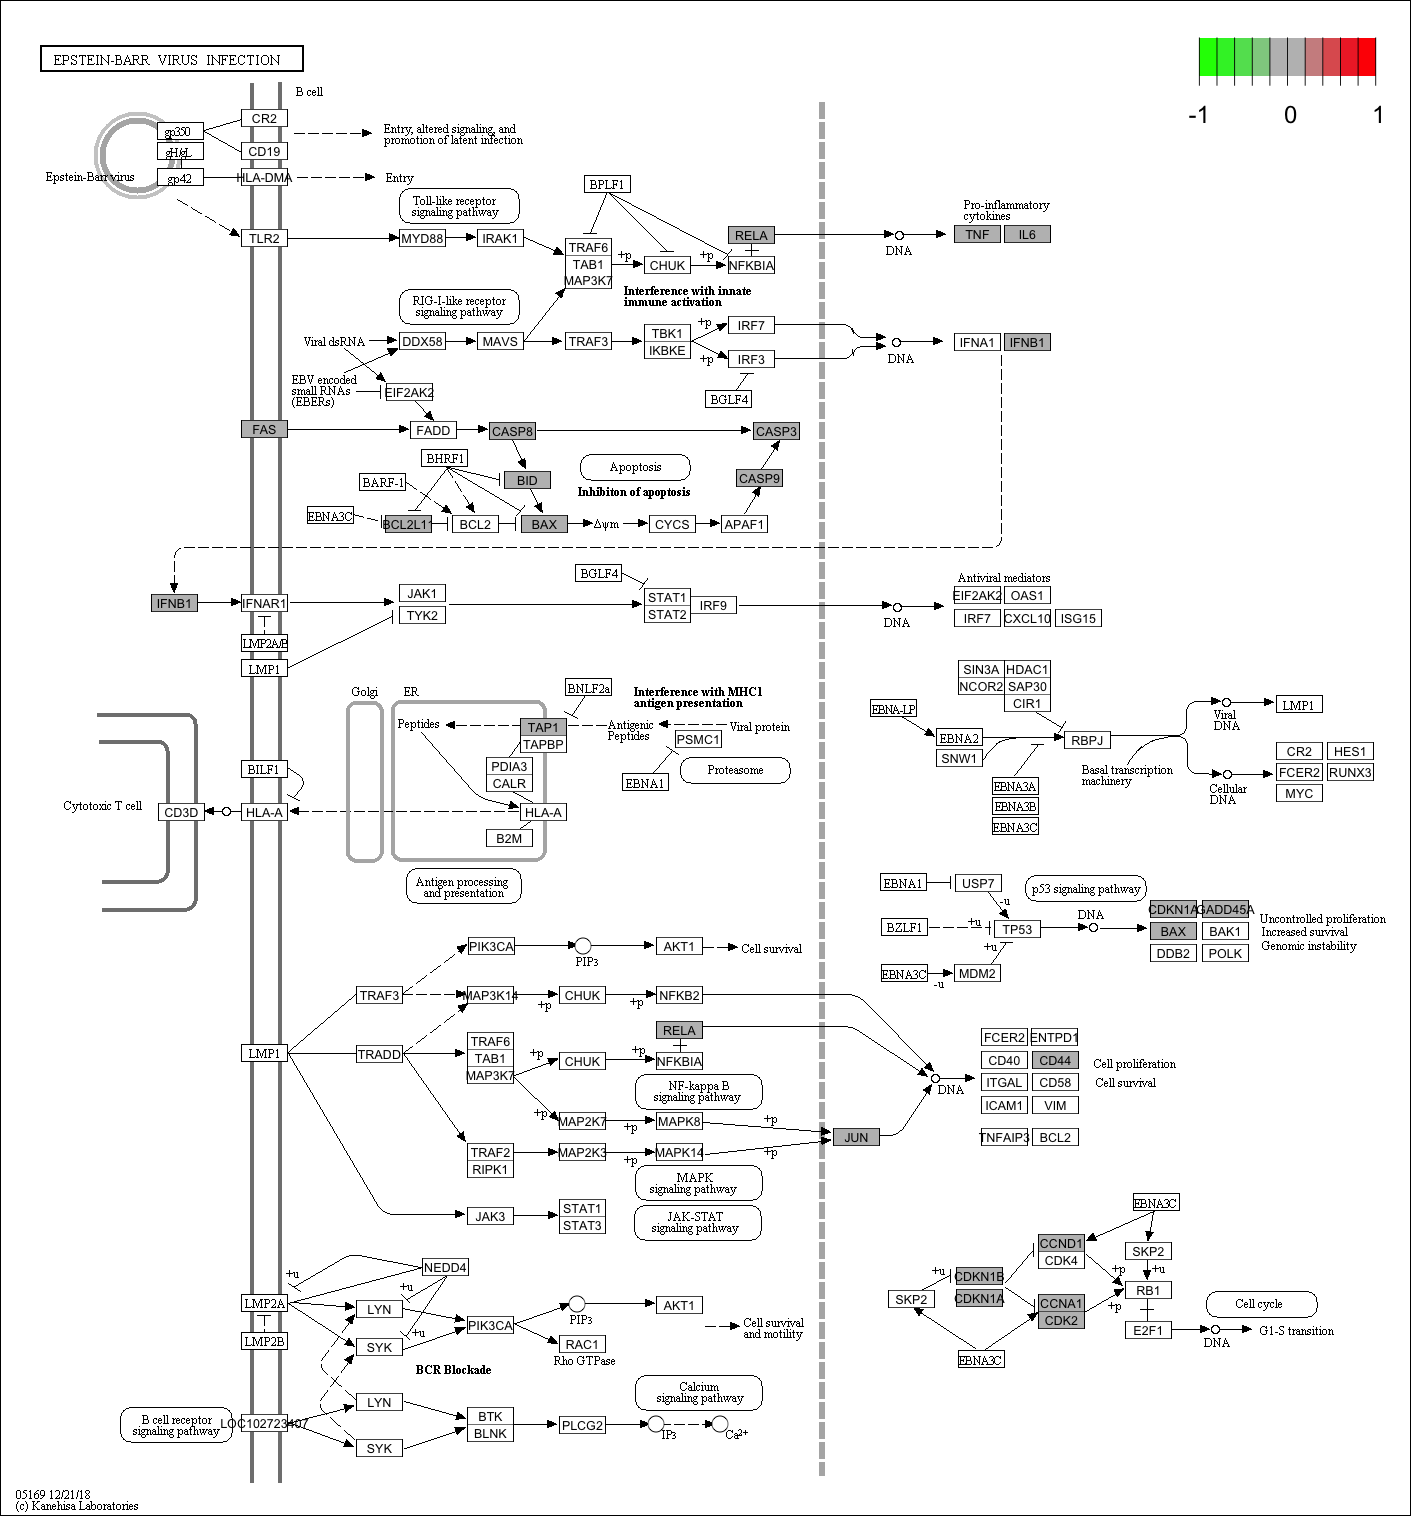 EPSTEIN-BARR VIRUS INFECTION
-1 0 1
B cell
CR2
gp350
Entry, altered signaling, and
promotion of latent infection
gHgL
CD19
Epstein-Barr virus
gp42
HLA-DMA
Entry
Toll-like receptor
signaling pathway
BPLF1
Pro-inflammatory
cytokines
TLR2
MYD88
IRAK1
TRAF6
TAB1
MAP3K7
+p
CHUK
+p
RELA
NFKBIA
DNA
TNF
IL6
Interference with innate
immune activation
RIG-I-like receptor
signaling pathway
Viral dsRNA
DDX58
MAVS
TRAF3
TBK1
IKBKE
+p
+p
IRF7
IRF3
DNA
IFNA1
IFNB1
EBV encoded
small RNAs
(EBERs)
EIF2AK2
BGLF4
FAS
FADD
CASP8
CASP3
BHRF1
BARF-1
BID
Apoptosis
Inhibiton of apoptosis
CASP9
EBNA3C
BCL2L1
BCL2
BAX
Δψm
CYCS
APAF1
IFNB1
IFNAR1
JAK1
TYK2
BGLF4
STAT1
STAT2
IRF9
DNA
Antiviral mediators
EIF2AK2
OAS1
IRF7
CXCL10
ISG15
LMP2A/B
LMP1
Golgi
ER
BNLF2a
Interference with MHC1
antigen presentation
Peptides
TAP1
TAPBP
Antigenic
Peptides
Viral protein
PSMC1
PDIA3
CALR
EBNA1
Proteasome
BILF1
Cytotoxic T cell
CD3D
HLA-A
HLA-A
B2M
Antigen processing
and presentation
SIN3A
HDAC1
NCOR2
SAP30
CIR1
EBNA-LP
EBNA2
SNW1
RBPJ
EBNA3A
EBNA3B
EBNA3C
Basal transcription
machinery
Viral
DNA
LMP1
Cellular
DNA
CR2
HES1
FCER2
RUNX3
MYC
EBNA1
USP7
p53 signaling pathway
-u
BZLF1
+u
TP53
+u
DNA
EBNA3C
-u
MDM2
CDKN1A
GADD45A
BAX
BAK1
DDB2
POLK
Uncontrolled proliferation
Increased survival
Genomic instability
PIK3CA
PIP3
AKT1
Cell survival
TRAF3
MAP3K14
+p
CHUK
+p
NFKB2
LMP1
TRADD
TRAF6
TAB1
MAP3K7
+p
CHUK
+p
RELA
NFKBIA
NF-kappa B
signaling pathway
+p
MAP2K7
+p
MAPK8
+p
TRAF2
RIPK1
MAP2K3
+p
MAPK14
+p
MAPK
signaling pathway
JUN
DNA
FCER2
ENTPD1
CD40
CD44
ITGAL
CD58
ICAM1
VIM
TNFAIP3
BCL2
Cell proliferation
Cell survival
JAK3
STAT1
STAT3
JAK-STAT
signaling pathway
NEDD4
+u
+u
+u
LMP2A
LMP2B
LYN
SYK
PIK3CA
PIP3
AKT1
RAC1
Rho GTPase
Cell survival
and motility
BCR Blockade
B cell receptor
signaling pathway
LOC102723407
LYN
SYK
BTK
BLNK
PLCG2
IP3
Ca2+
Calcium
signaling pathway
EBNA3C
CCND1
CDK4
SKP2
+u
+p
+u
CDKN1B
CDKN1A
SKP2
CCNA1
CDK2
+p
RB1
E2F1
DNA
Cell cycle
G1-S transition
EBNA3C
05169 12/21/18
(c) Kanehisa Laboratories